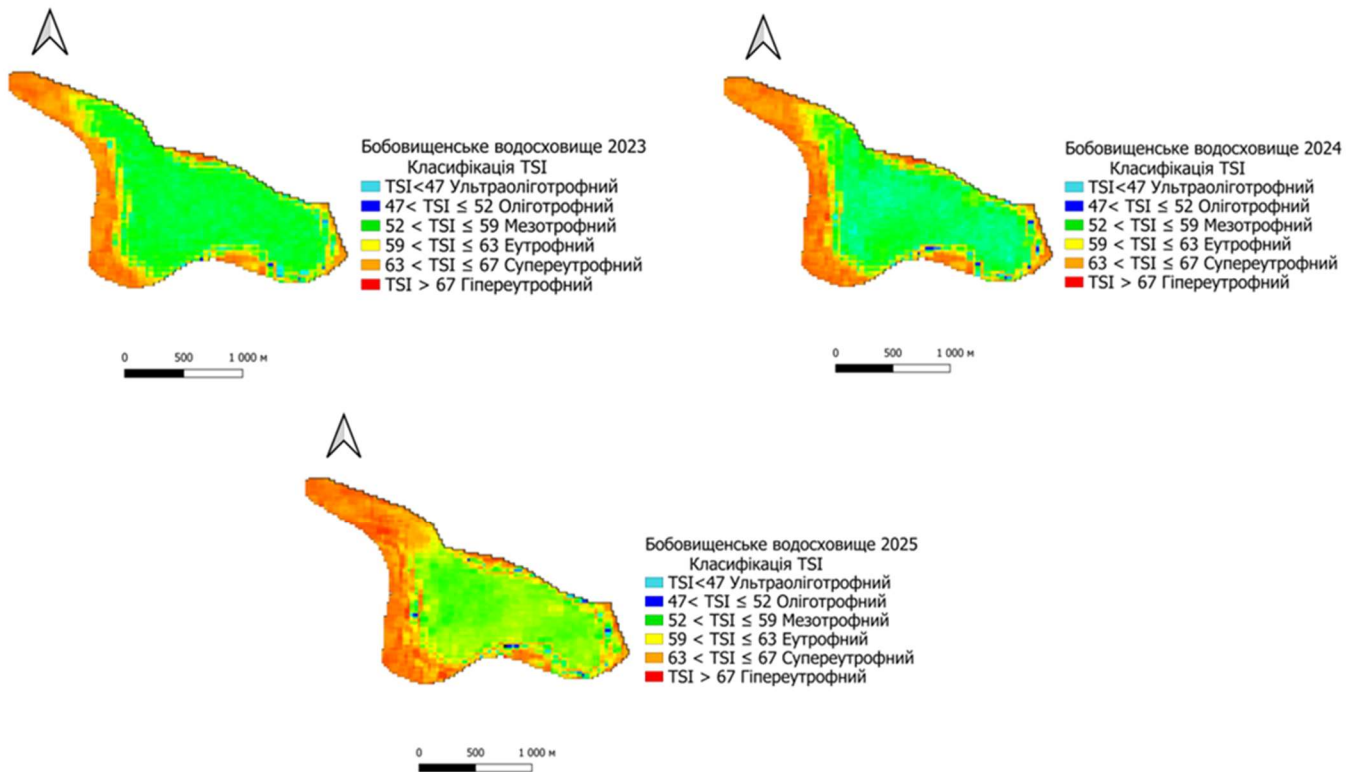 Бобовищенське водосховище 2023
Класифікація TSI
TSI<47 Ультраоліготрофний
47< TSI ≤ 52 Оліготрофний
52 < TSI ≤ 59 Мезотрофний
59 < TSI ≤ 63 Еутрофний
63 < TSI ≤ 67 Суперeутрофний
TSI > 67 Гіпереутрофний
0 500 1 000 м
Бобовищенське водосховище 2024
Класифікація TSI
TSI<47 Ультраоліготрофний
47< TSI ≤ 52 Оліготрофний
52 < TSI ≤ 59 Мезотрофний
59 < TSI ≤ 63 Еутрофний
63 < TSI ≤ 67 Супереутрофний
TSI > 67 Гіпереутрофний
0 500 1 000 м
Бобовищенське водосховище 2025
Класифікація TSI
TSI<47 Ультраоліготрофний
47< TSI ≤ 52 Оліготрофний
52 < TSI ≤ 59 Мезотрофний
59 < TSI ≤ 63 Еутрофний
63 < TSI ≤ 67 Супереутрофний
TSI > 67 Гіпереутрофний
0 500 1 000 м